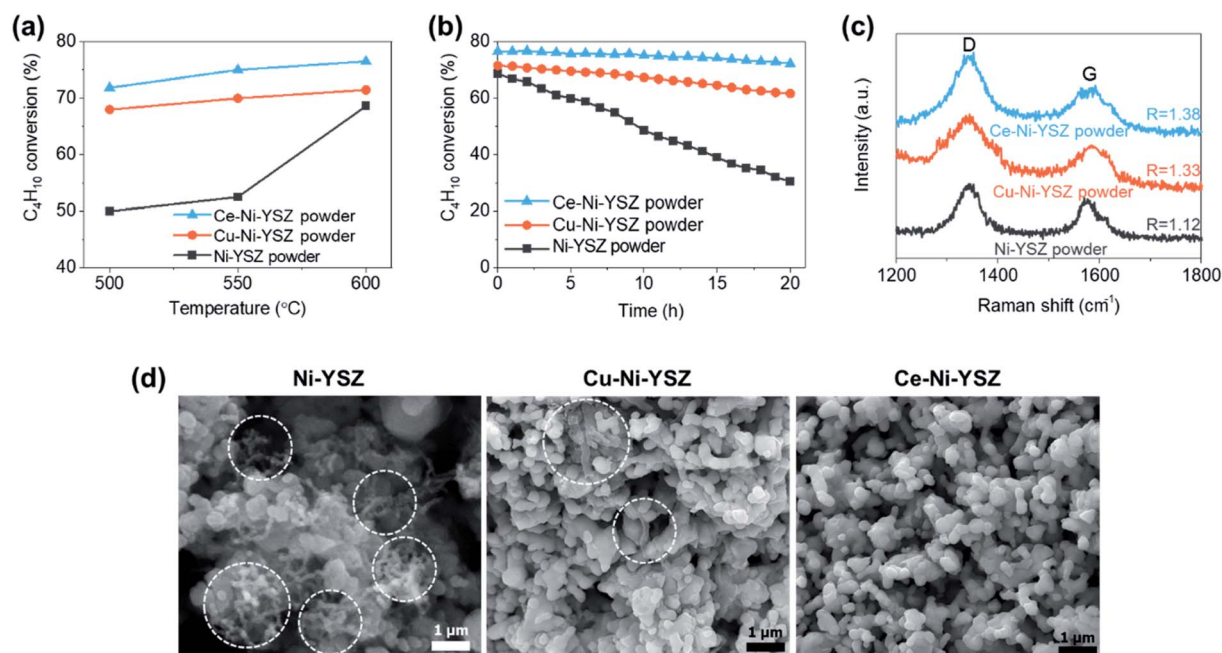 (a)
C₄H₁₀ conversion (%)
80
70
60
50
40
500
550
600
Temperature (°C)
Ce-Ni-YSZ powder
Cu-Ni-YSZ powder
Ni-YSZ powder
(b)
C₄H₁₀ conversion (%)
80
60
40
20
0
0
5
10
15
20
Time (h)
Ce-Ni-YSZ powder
Cu-Ni-YSZ powder
Ni-YSZ powder
(c)
Intensity (a.u.)
D
G
R=1.38
Ce-Ni-YSZ powder
R=1.33
Cu-Ni-YSZ powder
R=1.12
Ni-YSZ powder
1200
1400
1600
1800
Raman shift (cm⁻¹)
(d)
Ni-YSZ
Cu-Ni-YSZ
Ce-Ni-YSZ
1 µm
1 µm
1 µm